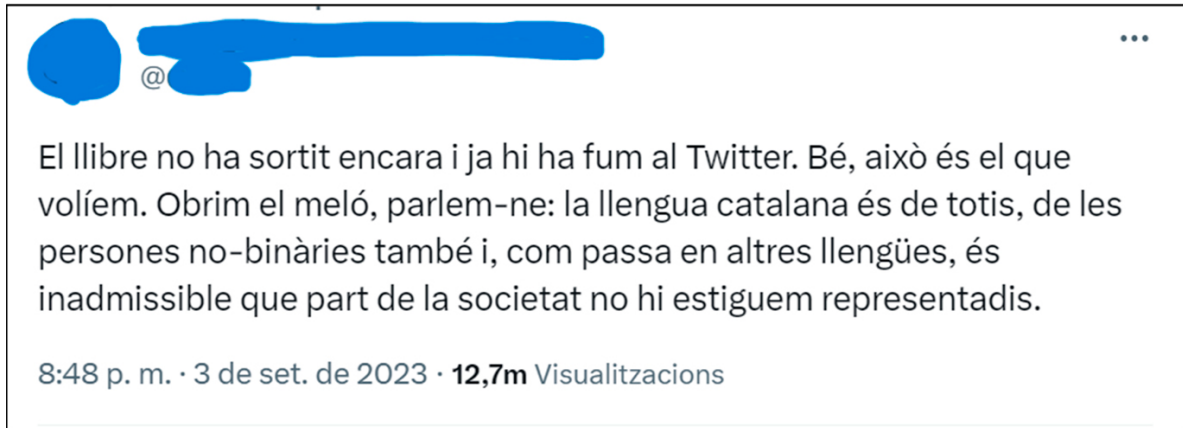 @
El llibre no ha sortit encara i ja hi ha fum al Twitter. Bé, això és el que
volíem. Obrim el meló, parlem-ne: la llengua catalana és de totis, de les
persones no-binàries també i, com passa en altres llengües, és
inadmissible que part de la societat no hi estiguem representadis.
8:48 p. m. · 3 de set. de 2023 · 12,7m Visualitzacions